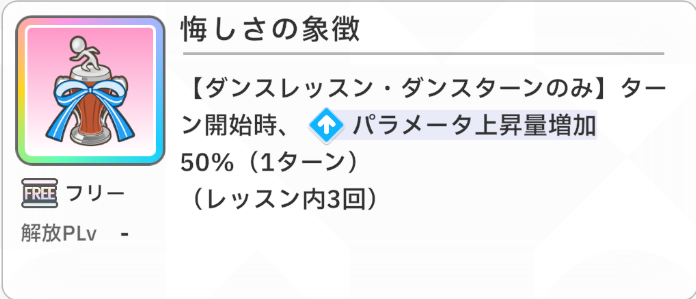 悔しさの象徴
【ダンスレッスン・ダンスターンのみ】ター
ン開始時、パラメータ上昇量増加
50%（1ターン）
（レッスン内3回）
FREE フリー
解放PLv -